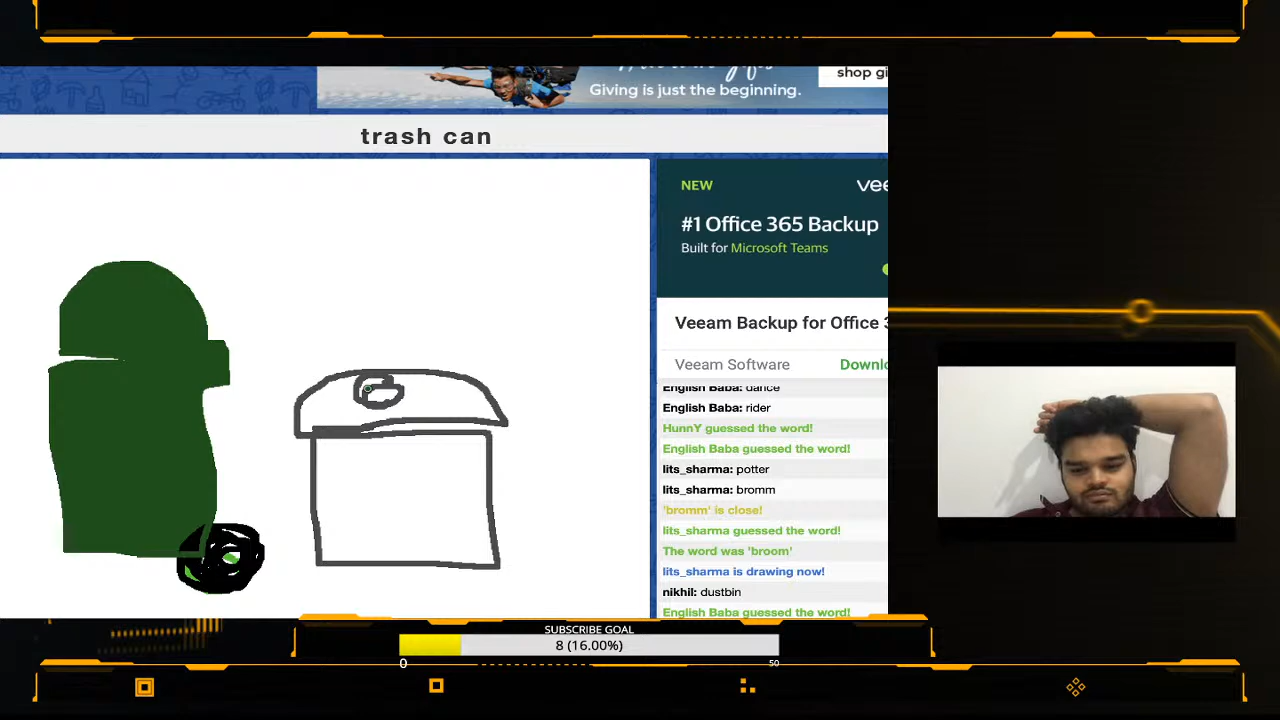 shop gi
Giving is just the beginning.
trash can
NEW
vee
#1 Office 365 Backup
Built for Microsoft Teams
Veeam Backup for Office 3
Veeam Software
Downlo
English Baba: dance
English Baba: rider
HunnY guessed the word!
English Baba guessed the word!
lits_sharma: potter
lits_sharma: bromm
'bromm' is close!
lits_sharma guessed the word!
The word was 'broom'
lits_sharma is drawing now!
nikhil: dustbin
English Baba guessed the word!
SUBSCRIBE GOAL
8 (16.00%)
0
50